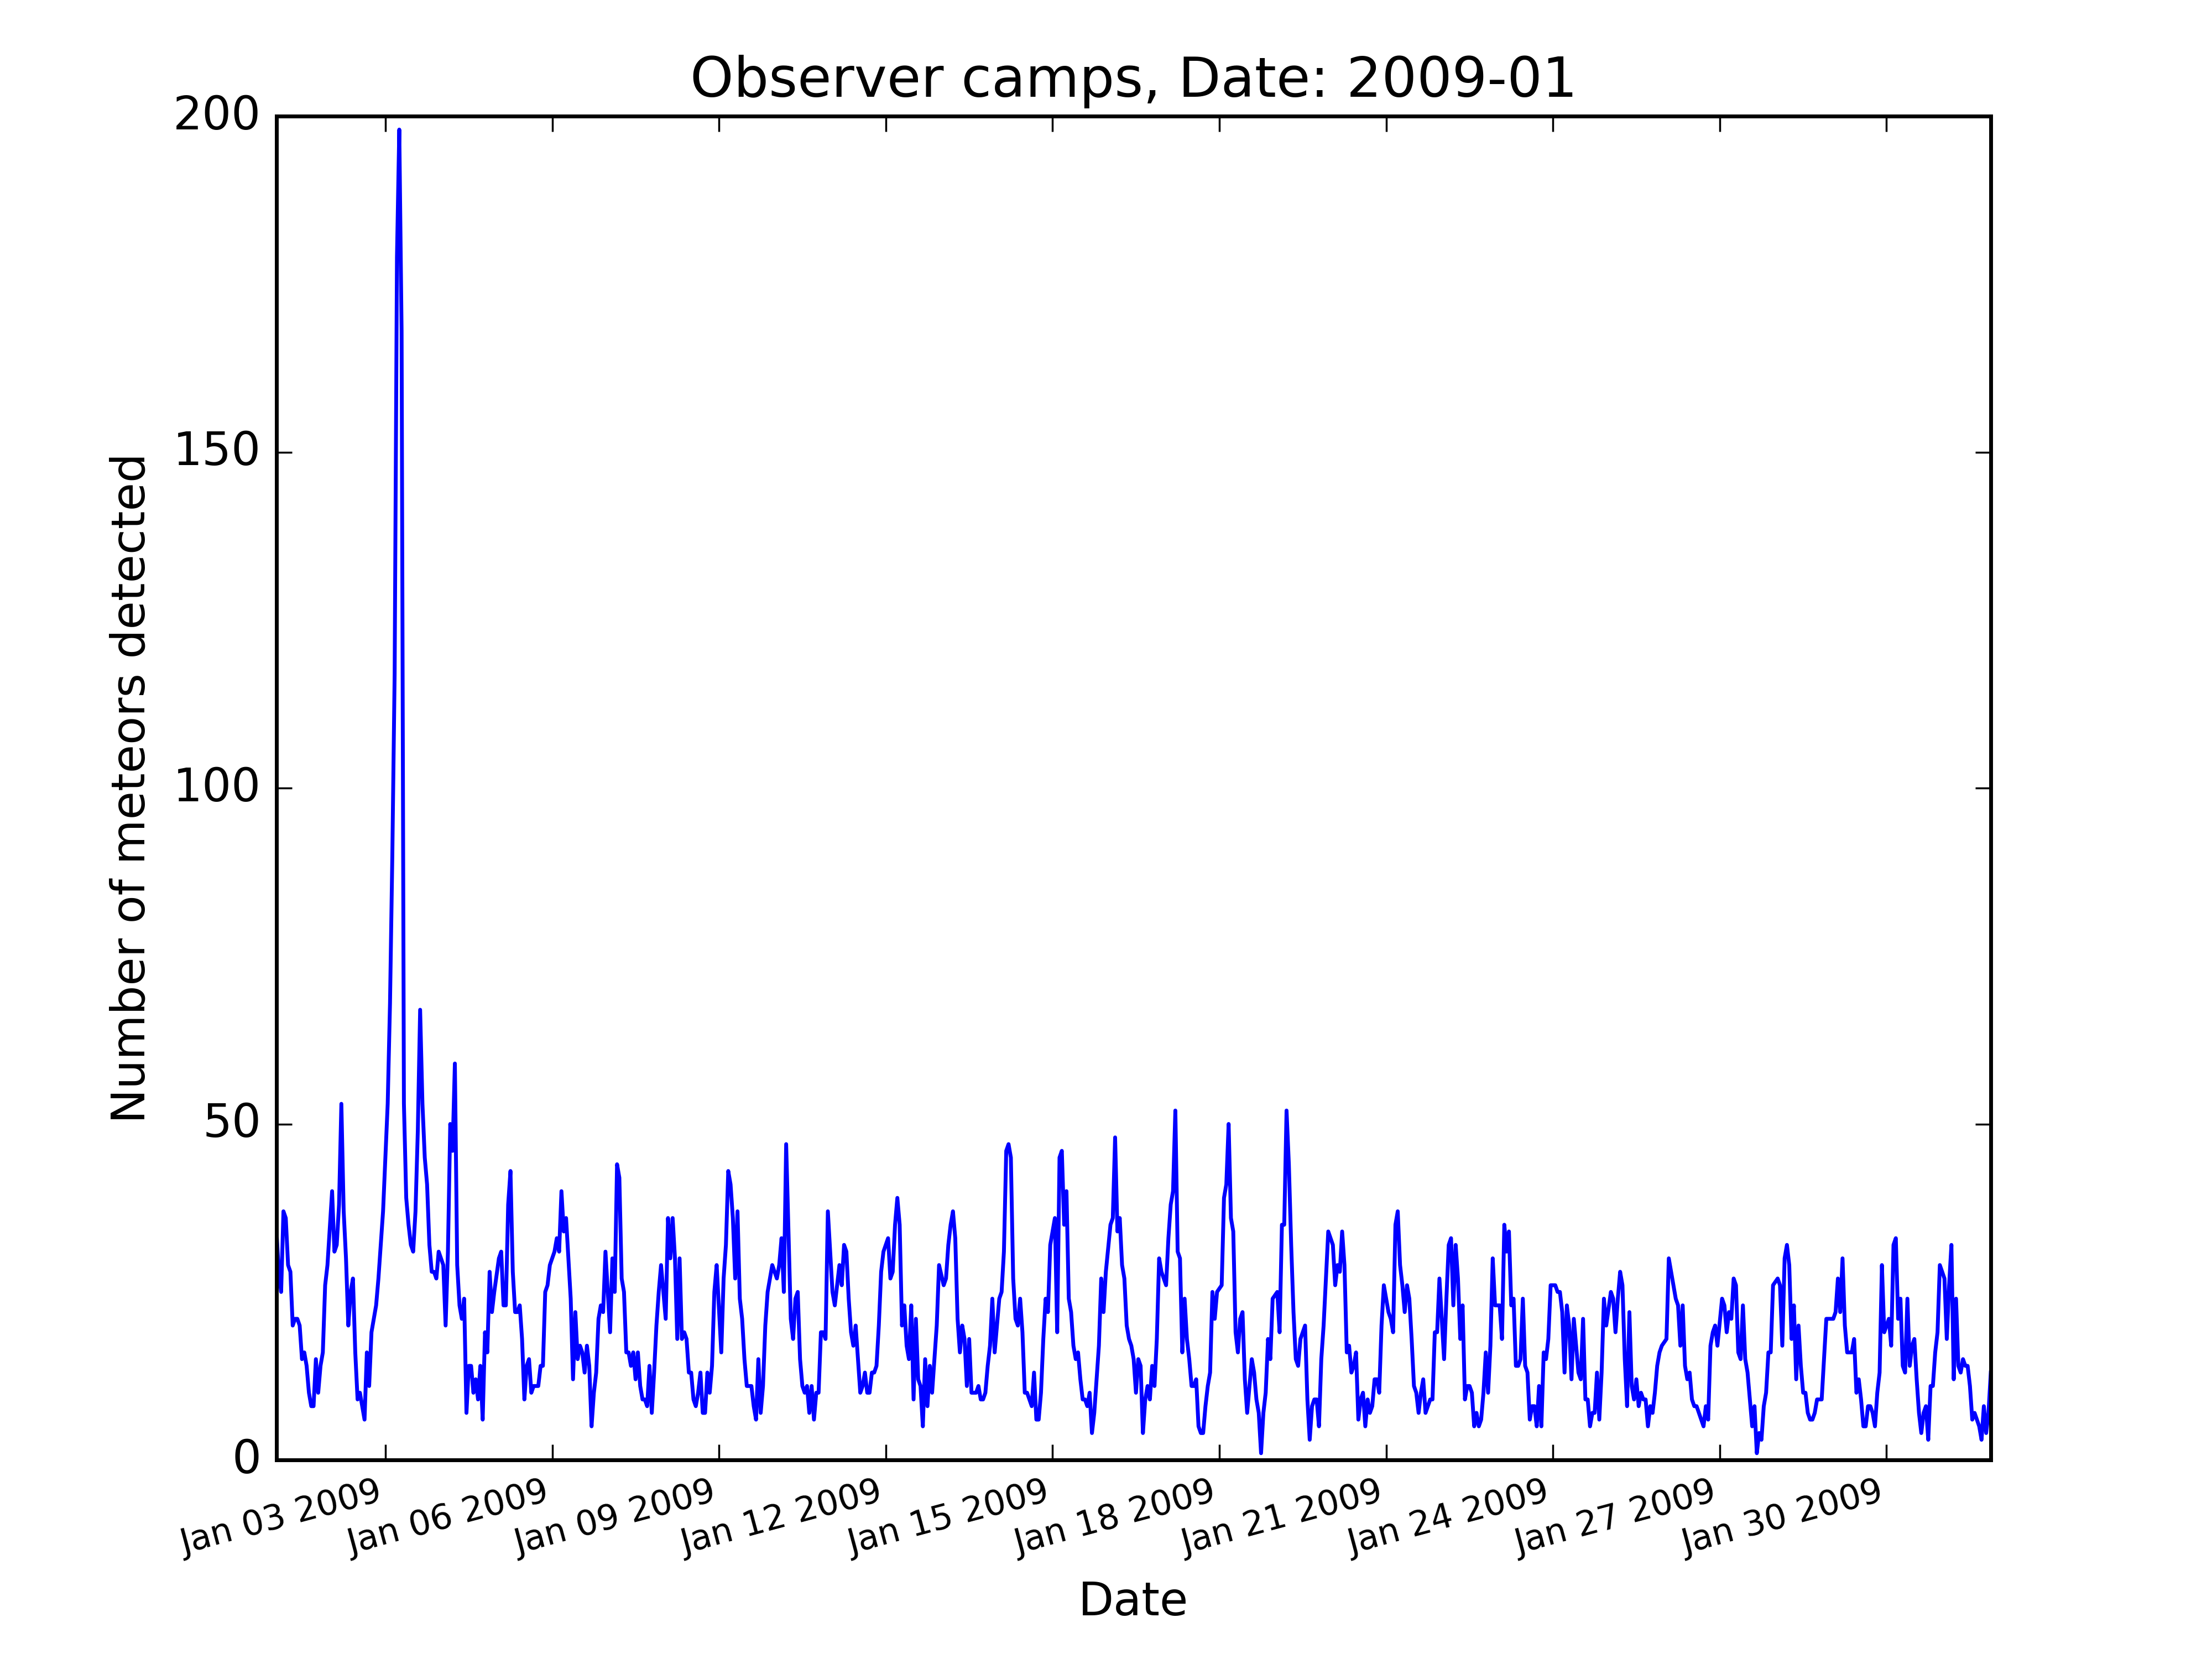 Observer camps, Date: 2009-01
200
150
100
50
0
Number of meteors detected
Jan 03 2009
Jan 06 2009
Jan 09 2009
Jan 12 2009
Jan 15 2009
Jan 18 2009
Jan 21 2009
Jan 24 2009
Jan 27 2009
Jan 30 2009
Date